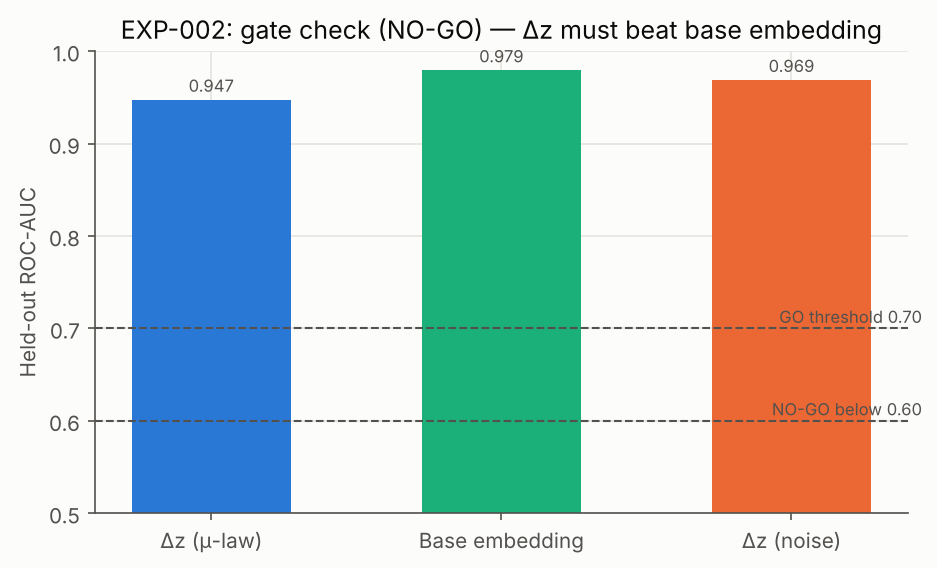 EXP-002: gate check (NO-GO) — Δz must beat base embedding
Held-out ROC-AUC
1.0
0.9
0.8
0.7
0.6
0.5
0.947
0.979
0.969
GO threshold 0.70
NO-GO below 0.60
Δz (μ-law)
Base embedding
Δz (noise)